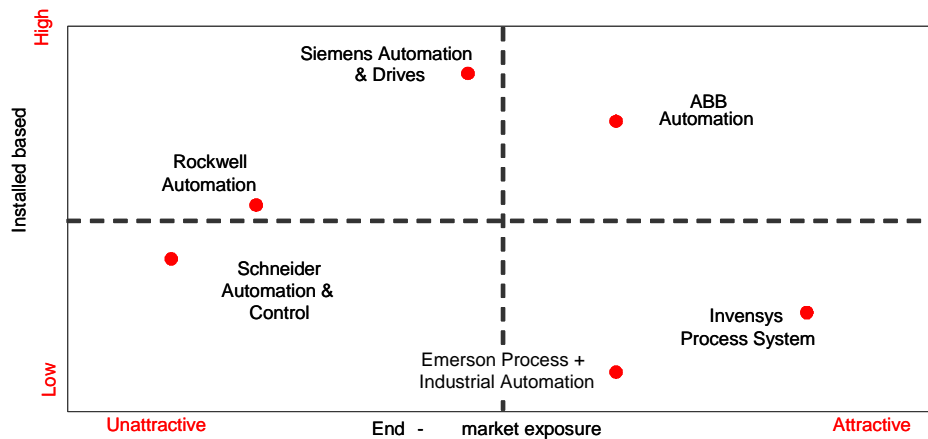 High
Siemens Automation
& Drives
ABB
Automation
Installed based
Rockwell
Automation
Schneider
Automation &
Control
Invensys
Process System
Emerson Process +
Industrial Automation
Low
Unattractive
End - market exposure
Attractive